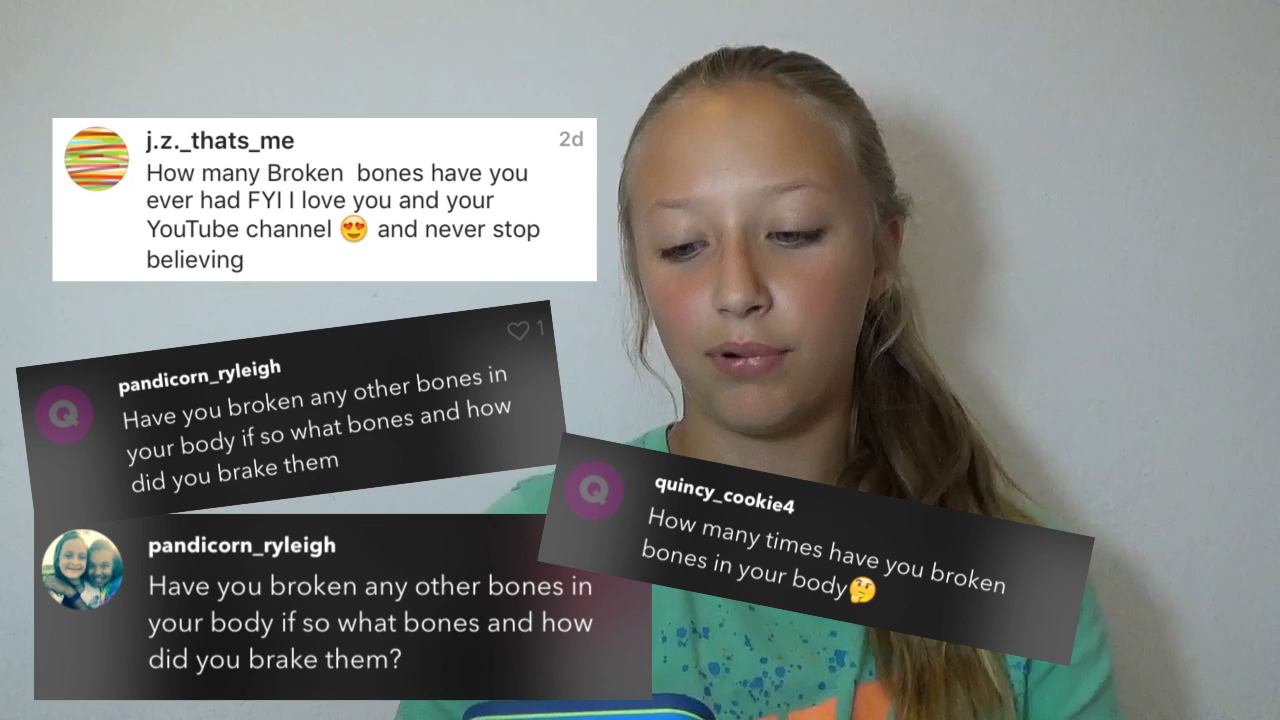 j.z._thats_me
2d
How many Broken bones have you
ever had FYI I love you and your
YouTube channel 😍 and never stop
believing
1
pandicorn_ryleigh
Q
Have you broken any other bones in
your body if so what bones and how
did you brake them
quincy_cookie4
Q
How many times have you broken
bones in your body🤔
pandicorn_ryleigh
Have you broken any other bones in
your body if so what bones and how
did you brake them?